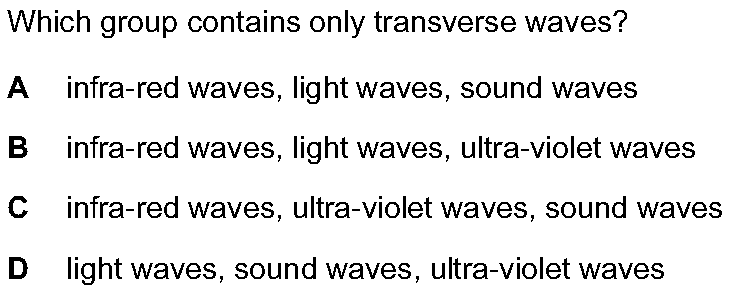 Which group contains only transverse waves?
A infra-red waves, light waves, sound waves
B infra-red waves, light waves, ultra-violet waves
C infra-red waves, ultra-violet waves, sound waves
D light waves, sound waves, ultra-violet waves